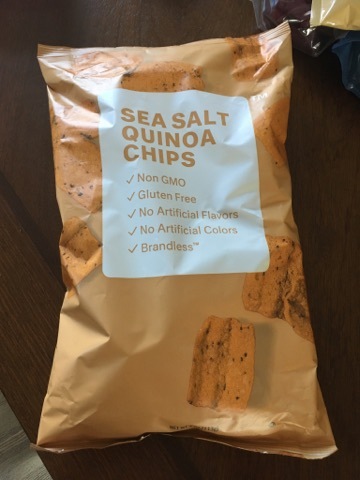 SEA SALT
QUINOA
CHIPS
✓ Non GMO
✓ Gluten Free
✓ No Artificial Flavors
✓ No Artificial Colors
✓ Brandless™